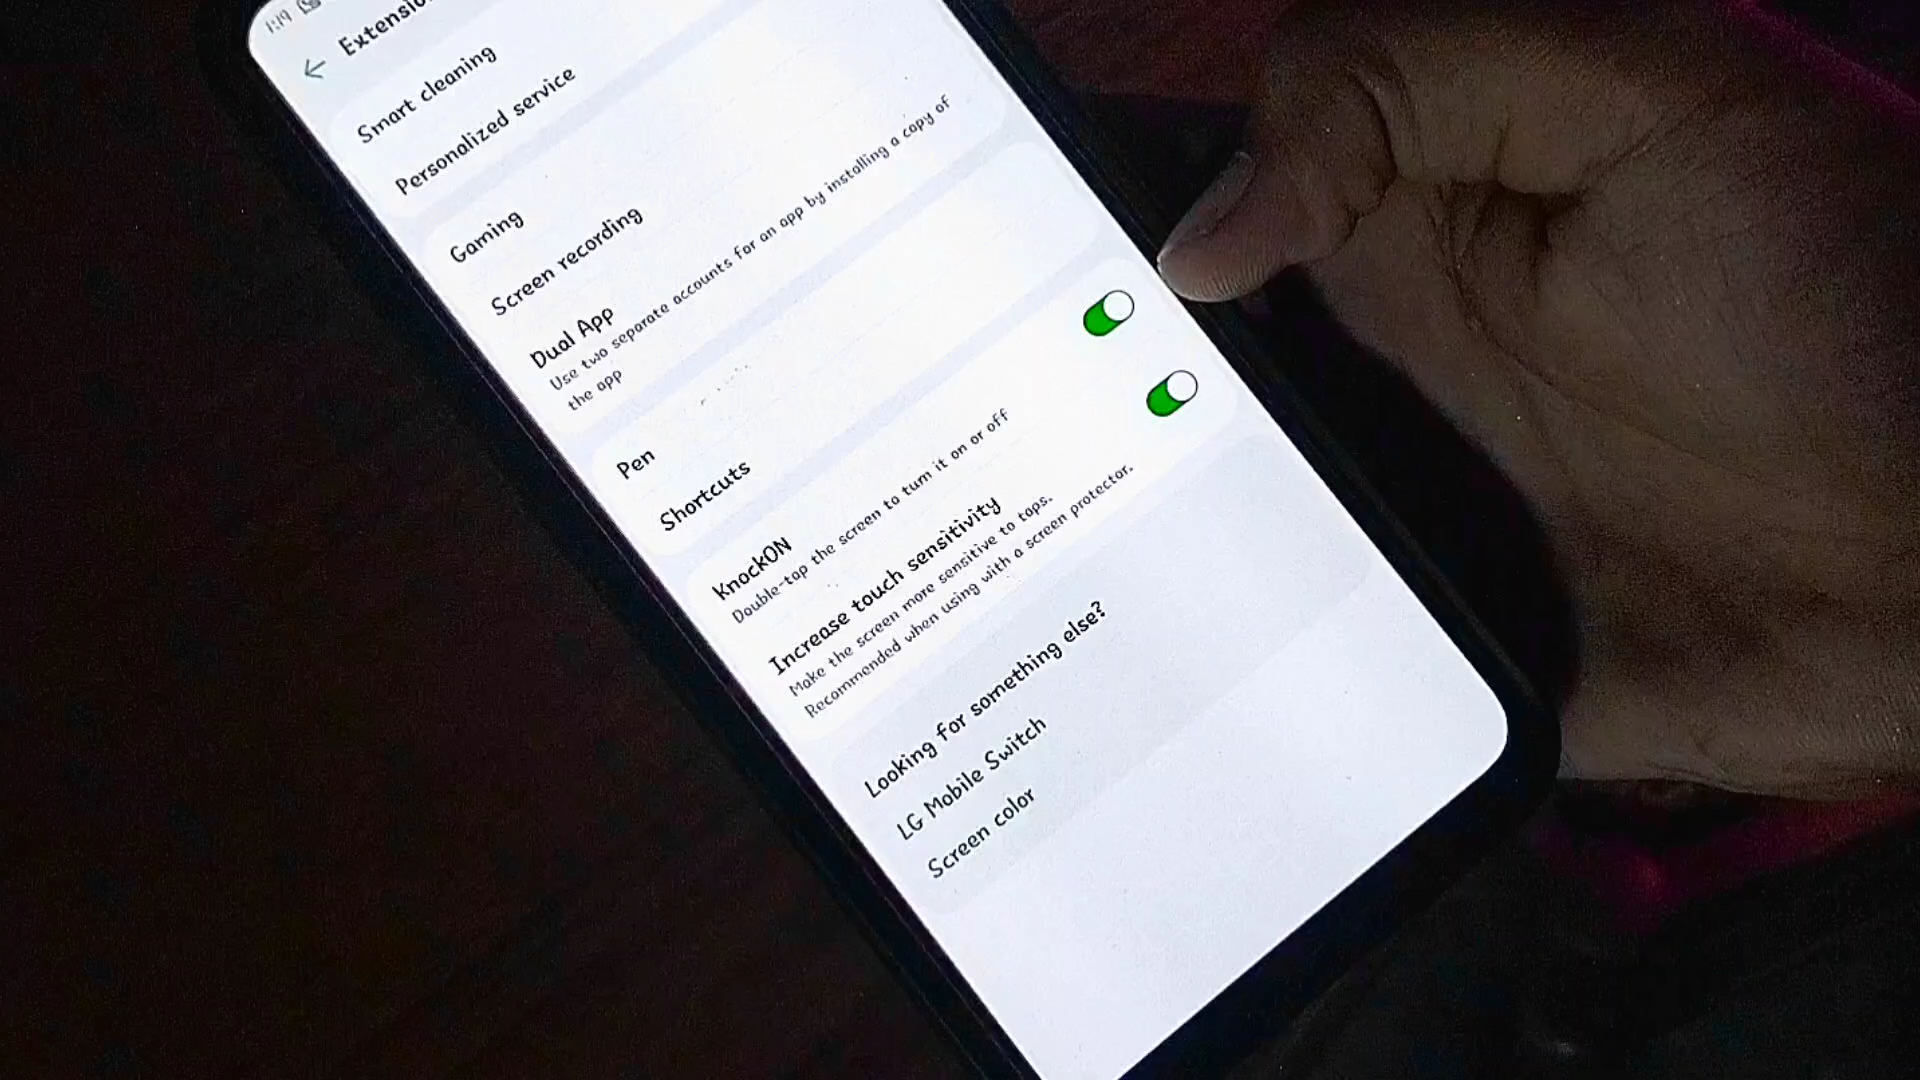 1:19
Extension
Smart cleaning
Personalized service
Gaming
Screen recording
Dual App
Use two separate accounts for an app by installing a copy of
the app
Pen
Shortcuts
KnockON
Double-tap the screen to turn it on or off
Increase touch sensitivity
Make the screen more sensitive to taps.
Recommended when using with a screen protector.
Looking for something else?
LG Mobile Switch
Screen color